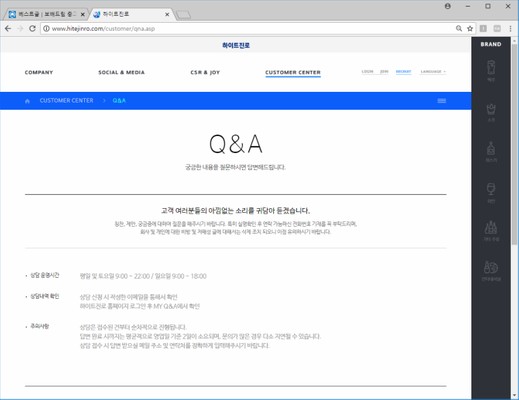 베스트글 | 보배드림 중고
하이트진로
www.hitejinro.com/customer/qna.asp
하이트진로
BRAND
COMPANY
SOCIAL & MEDIA
CSR & JOY
CUSTOMER CENTER
LOGIN
JOIN
RECRUIT
LANGUAGE
CUSTOMER CENTER
Q&A
Q&A
궁금한 내용을 질문하시면 답변해드립니다.
고객 여러분들의 아낌없는 소리를 귀담아 듣겠습니다.
칭찬, 제안, 궁금증에 대하여 질문을 해주시기 바랍니다. 특히 실명확인 후 연락 가능하신 전화번호 기재를 꼭 부탁드리며,
회사 및 개인에 대한 비방 및 저해성 글에 대해서는 삭제 조치 되오니 이점 유의하시기 바랍니다.
상담 운영시간
평일 및 토요일 9:00 ~ 22:00 / 일요일 9:00 ~ 18:00
상담내역 확인
상담 신청 시 작성한 이메일을 통해서 확인
하이트진로 홈페이지 로그인 후 MY Q&A에서 확인
주의사항
상담은 접수된 건부터 순차적으로 진행됩니다.
답변 완료 시까지는 평균적으로 영업일 기준 2일이 소요되며, 문의가 많은 경우 다소 지연될 수 있습니다.
상담 접수 시 답변 받으실 메일 주소 및 연락처를 정확하게 입력해주시기 바랍니다.